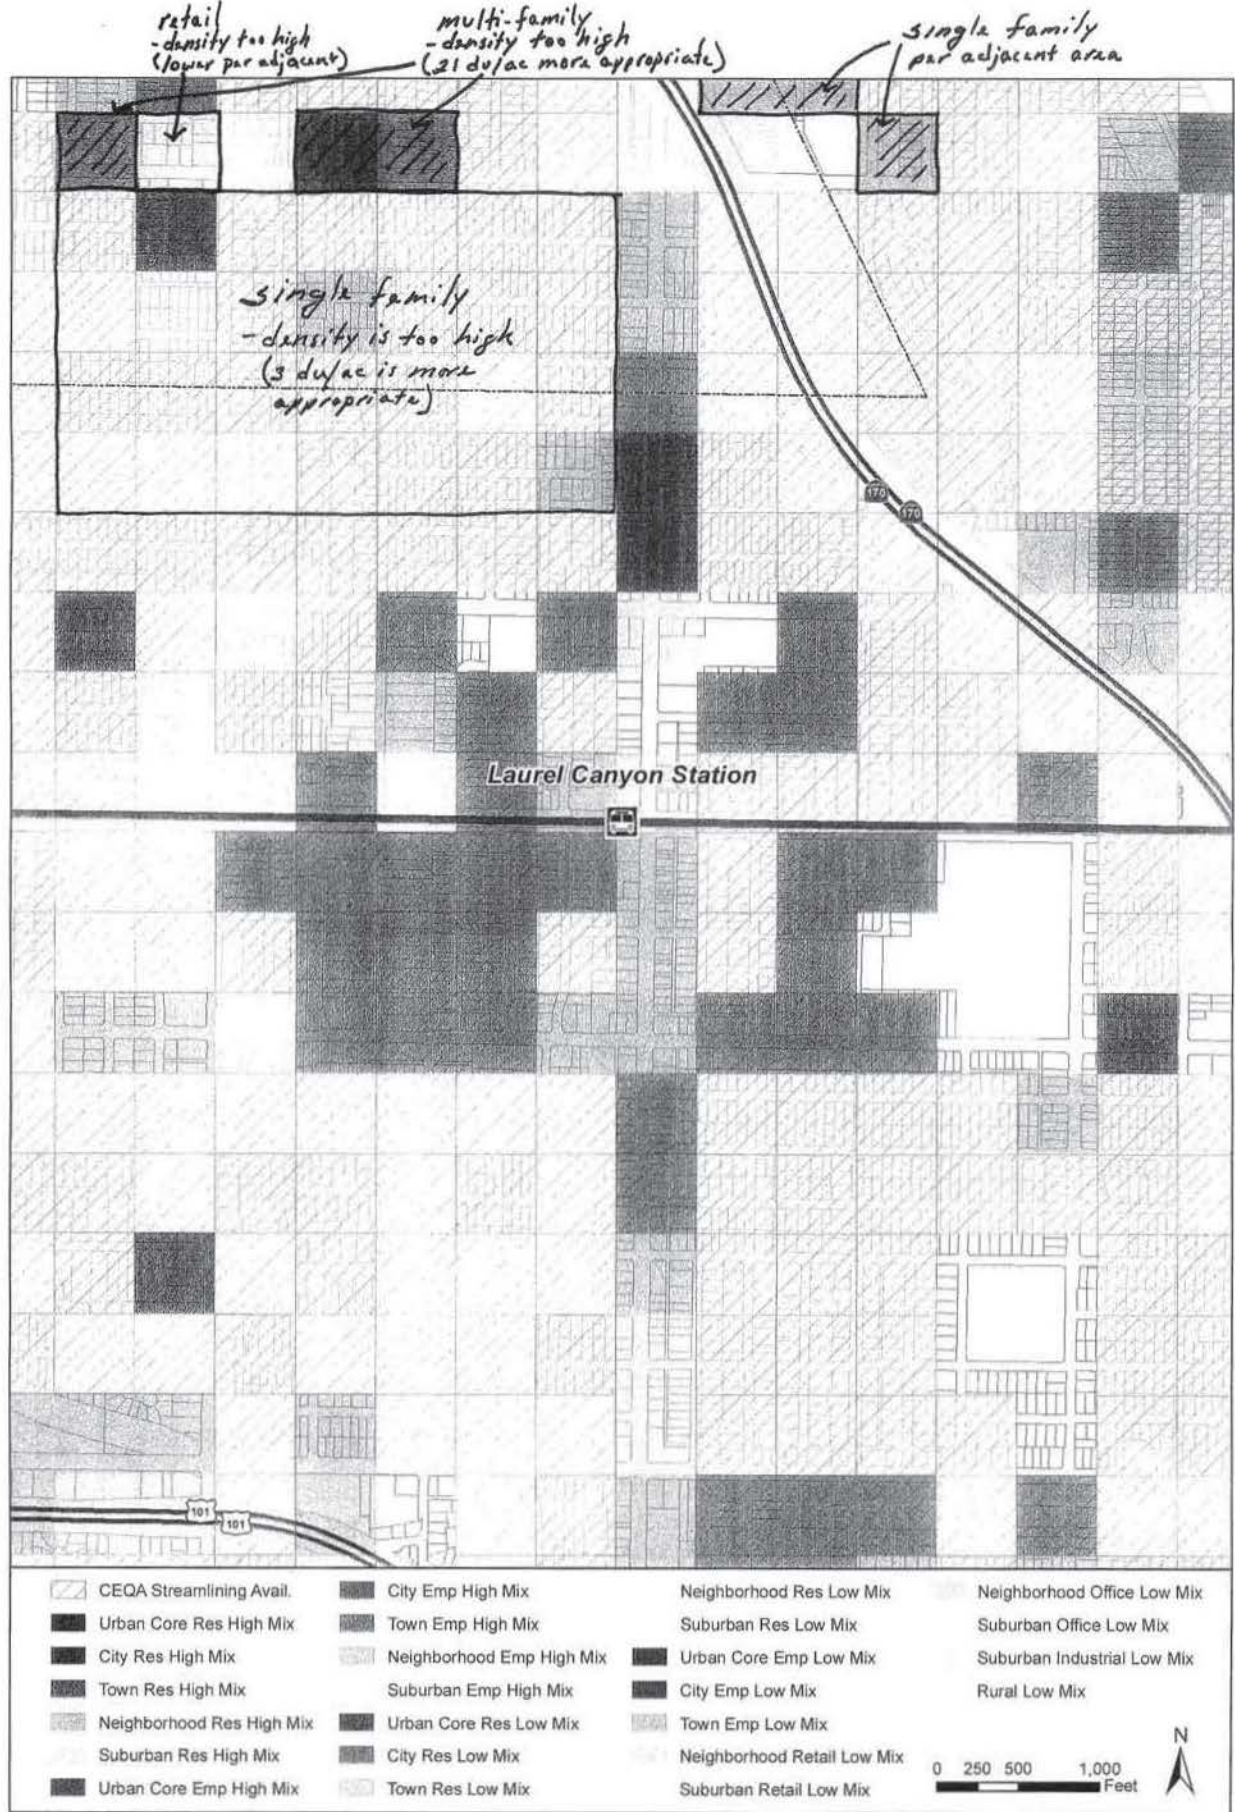 retail
-density too high
(lower per adjacent)
multi-family
-density too high
(21 du/ac more appropriate)
single family
per adjacent area
single family
-density is too high
(3 du/ac is more
appropriate)
170
170
Laurel Canyon Station
101
101
CEQA Streamlining Avail.
Urban Core Res High Mix
City Res High Mix
Town Res High Mix
Neighborhood Res High Mix
Suburban Res High Mix
Urban Core Emp High Mix
City Emp High Mix
Town Emp High Mix
Neighborhood Emp High Mix
Suburban Emp High Mix
Urban Core Res Low Mix
City Res Low Mix
Town Res Low Mix
Neighborhood Res Low Mix
Suburban Res Low Mix
Urban Core Emp Low Mix
City Emp Low Mix
Town Emp Low Mix
Neighborhood Retail Low Mix
Suburban Retail Low Mix
Neighborhood Office Low Mix
Suburban Office Low Mix
Suburban Industrial Low Mix
Rural Low Mix
N
0 250 500 1,000
Feet